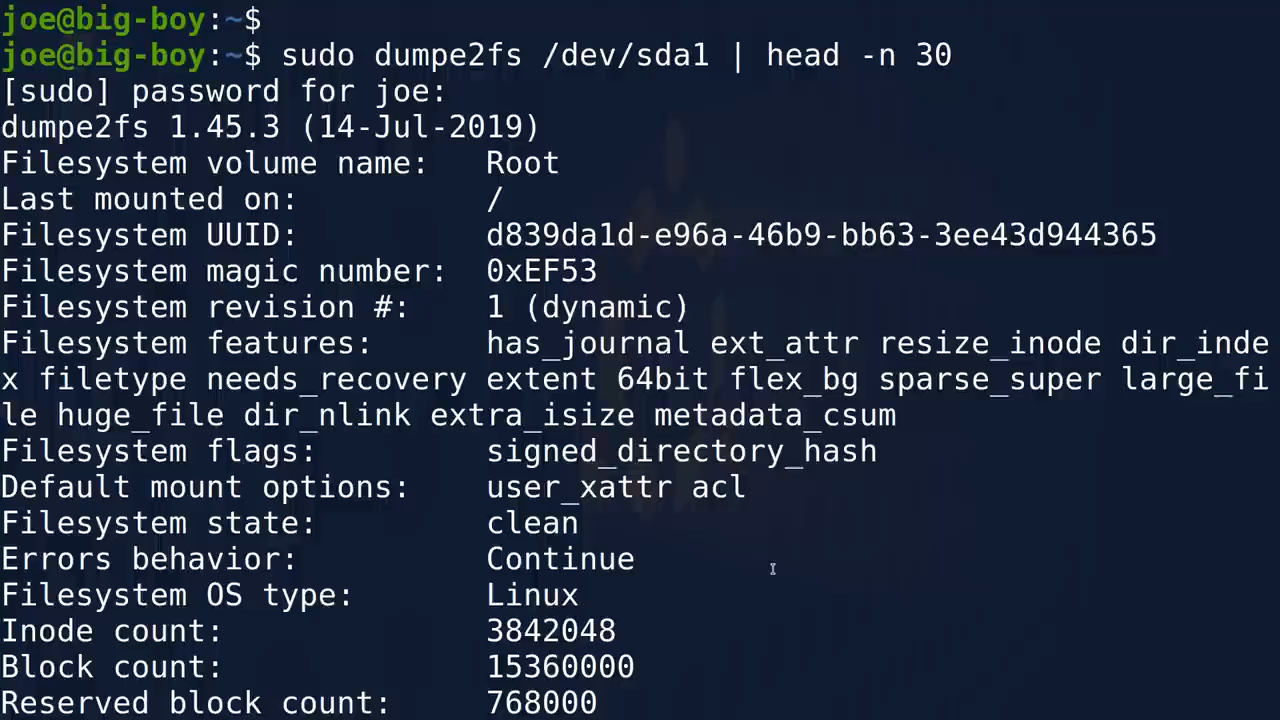 joe@big-boy:~$
joe@big-boy:~$ sudo dumpe2fs /dev/sda1 | head -n 30
[sudo] password for joe:
dumpe2fs 1.45.3 (14-Jul-2019)
Filesystem volume name:   Root
Last mounted on:          /
Filesystem UUID:          d839da1d-e96a-46b9-bb63-3ee43d944365
Filesystem magic number:  0xEF53
Filesystem revision #:    1 (dynamic)
Filesystem features:      has_journal ext_attr resize_inode dir_inde
x filetype needs_recovery extent 64bit flex_bg sparse_super large_fi
le huge_file dir_nlink extra_isize metadata_csum
Filesystem flags:         signed_directory_hash
Default mount options:    user_xattr acl
Filesystem state:         clean
Errors behavior:          Continue
Filesystem OS type:       Linux
Inode count:              3842048
Block count:              15360000
Reserved block count:     768000